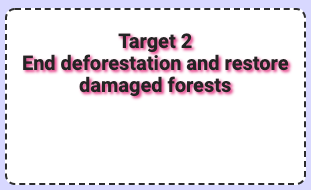 Target 2
End deforestation and restore
damaged forests